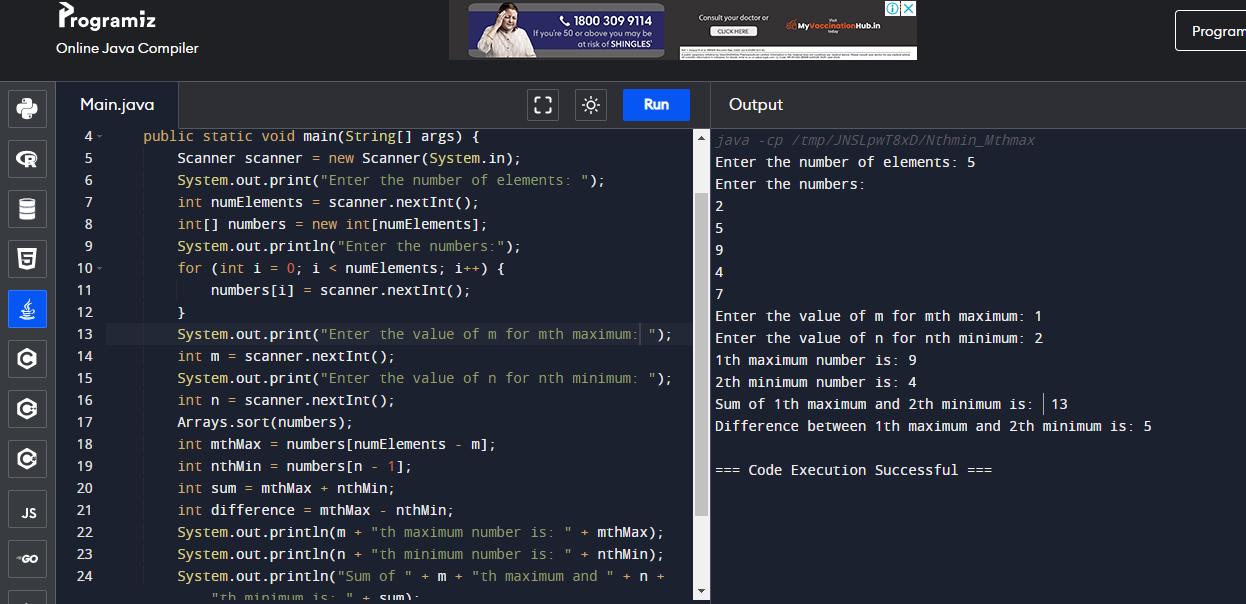 Programiz
Online Java Compiler
1800 309 9114
If you're 50 or above you may be
at risk of SHINGLES*
Consult your doctor or
CLICK HERE
Visit
MyVaccinationHub.in
today
Program
Main.java
Run
Output
4 public static void main(String[] args) {
5 Scanner scanner = new Scanner(System.in);
6 System.out.print("Enter the number of elements: ");
7 int numElements = scanner.nextInt();
8 int[] numbers = new int[numElements];
9 System.out.println("Enter the numbers:");
10 for (int i = 0; i < numElements; i++) {
11 numbers[i] = scanner.nextInt();
12 }
13 System.out.print("Enter the value of m for mth maximum: ");
14 int m = scanner.nextInt();
15 System.out.print("Enter the value of n for nth minimum: ");
16 int n = scanner.nextInt();
17 Arrays.sort(numbers);
18 int mthMax = numbers[numElements - m];
19 int nthMin = numbers[n - 1];
20 int sum = mthMax + nthMin;
21 int difference = mthMax - nthMin;
22 System.out.println(m + "th maximum number is: " + mthMax);
23 System.out.println(n + "th minimum number is: " + nthMin);
24 System.out.println("Sum of " + m + "th maximum and " + n +
"th minimum is: " + sum);
java -cp /tmp/JNSLpwT8xD/Nthmin_Mthmax
Enter the number of elements: 5
Enter the numbers:
2
5
9
4
7
Enter the value of m for mth maximum: 1
Enter the value of n for nth minimum: 2
1th maximum number is: 9
2th minimum number is: 4
Sum of 1th maximum and 2th minimum is: 13
Difference between 1th maximum and 2th minimum is: 5
=== Code Execution Successful ===
JS
GO